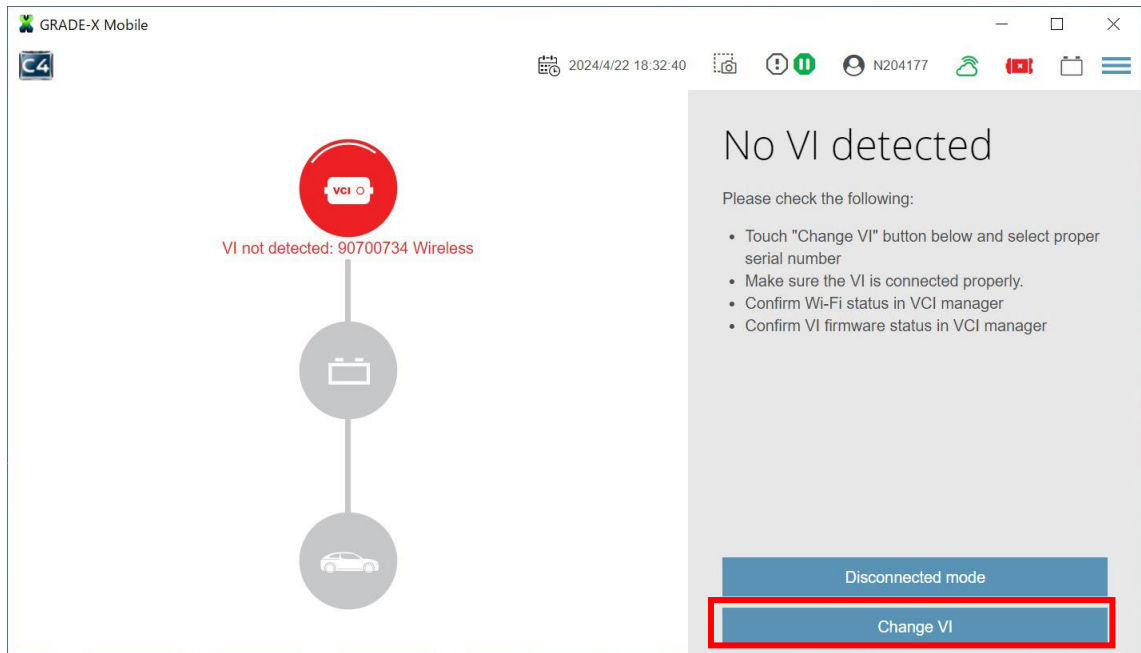 GRADE-X Mobile
C4
2024/4/22 18:32:40
N204177
No VI detected
Please check the following:
VCI
VI not detected: 90700734 Wireless
• Touch "Change VI" button below and select proper
serial number
• Make sure the VI is connected properly.
• Confirm Wi-Fi status in VCI manager
• Confirm VI firmware status in VCI manager
Disconnected mode
Change VI